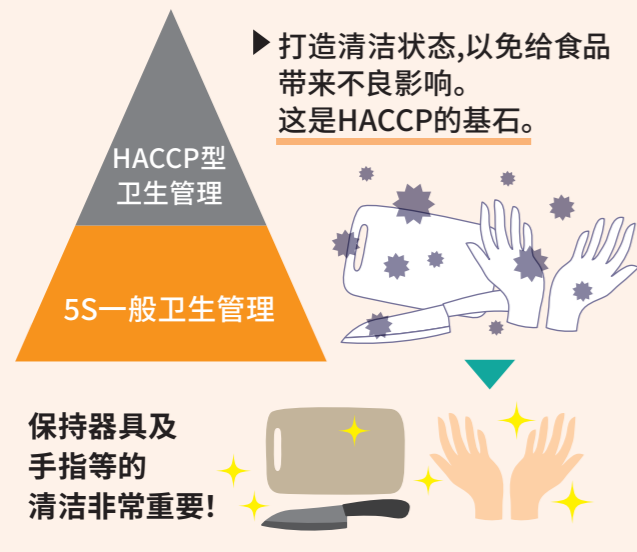 打造清洁状态,以免给食品
带来不良影响。
这是HACCP的基石。
HACCP型
卫生管理
5S一般卫生管理
保持器具及
手指等的
清洁非常重要!